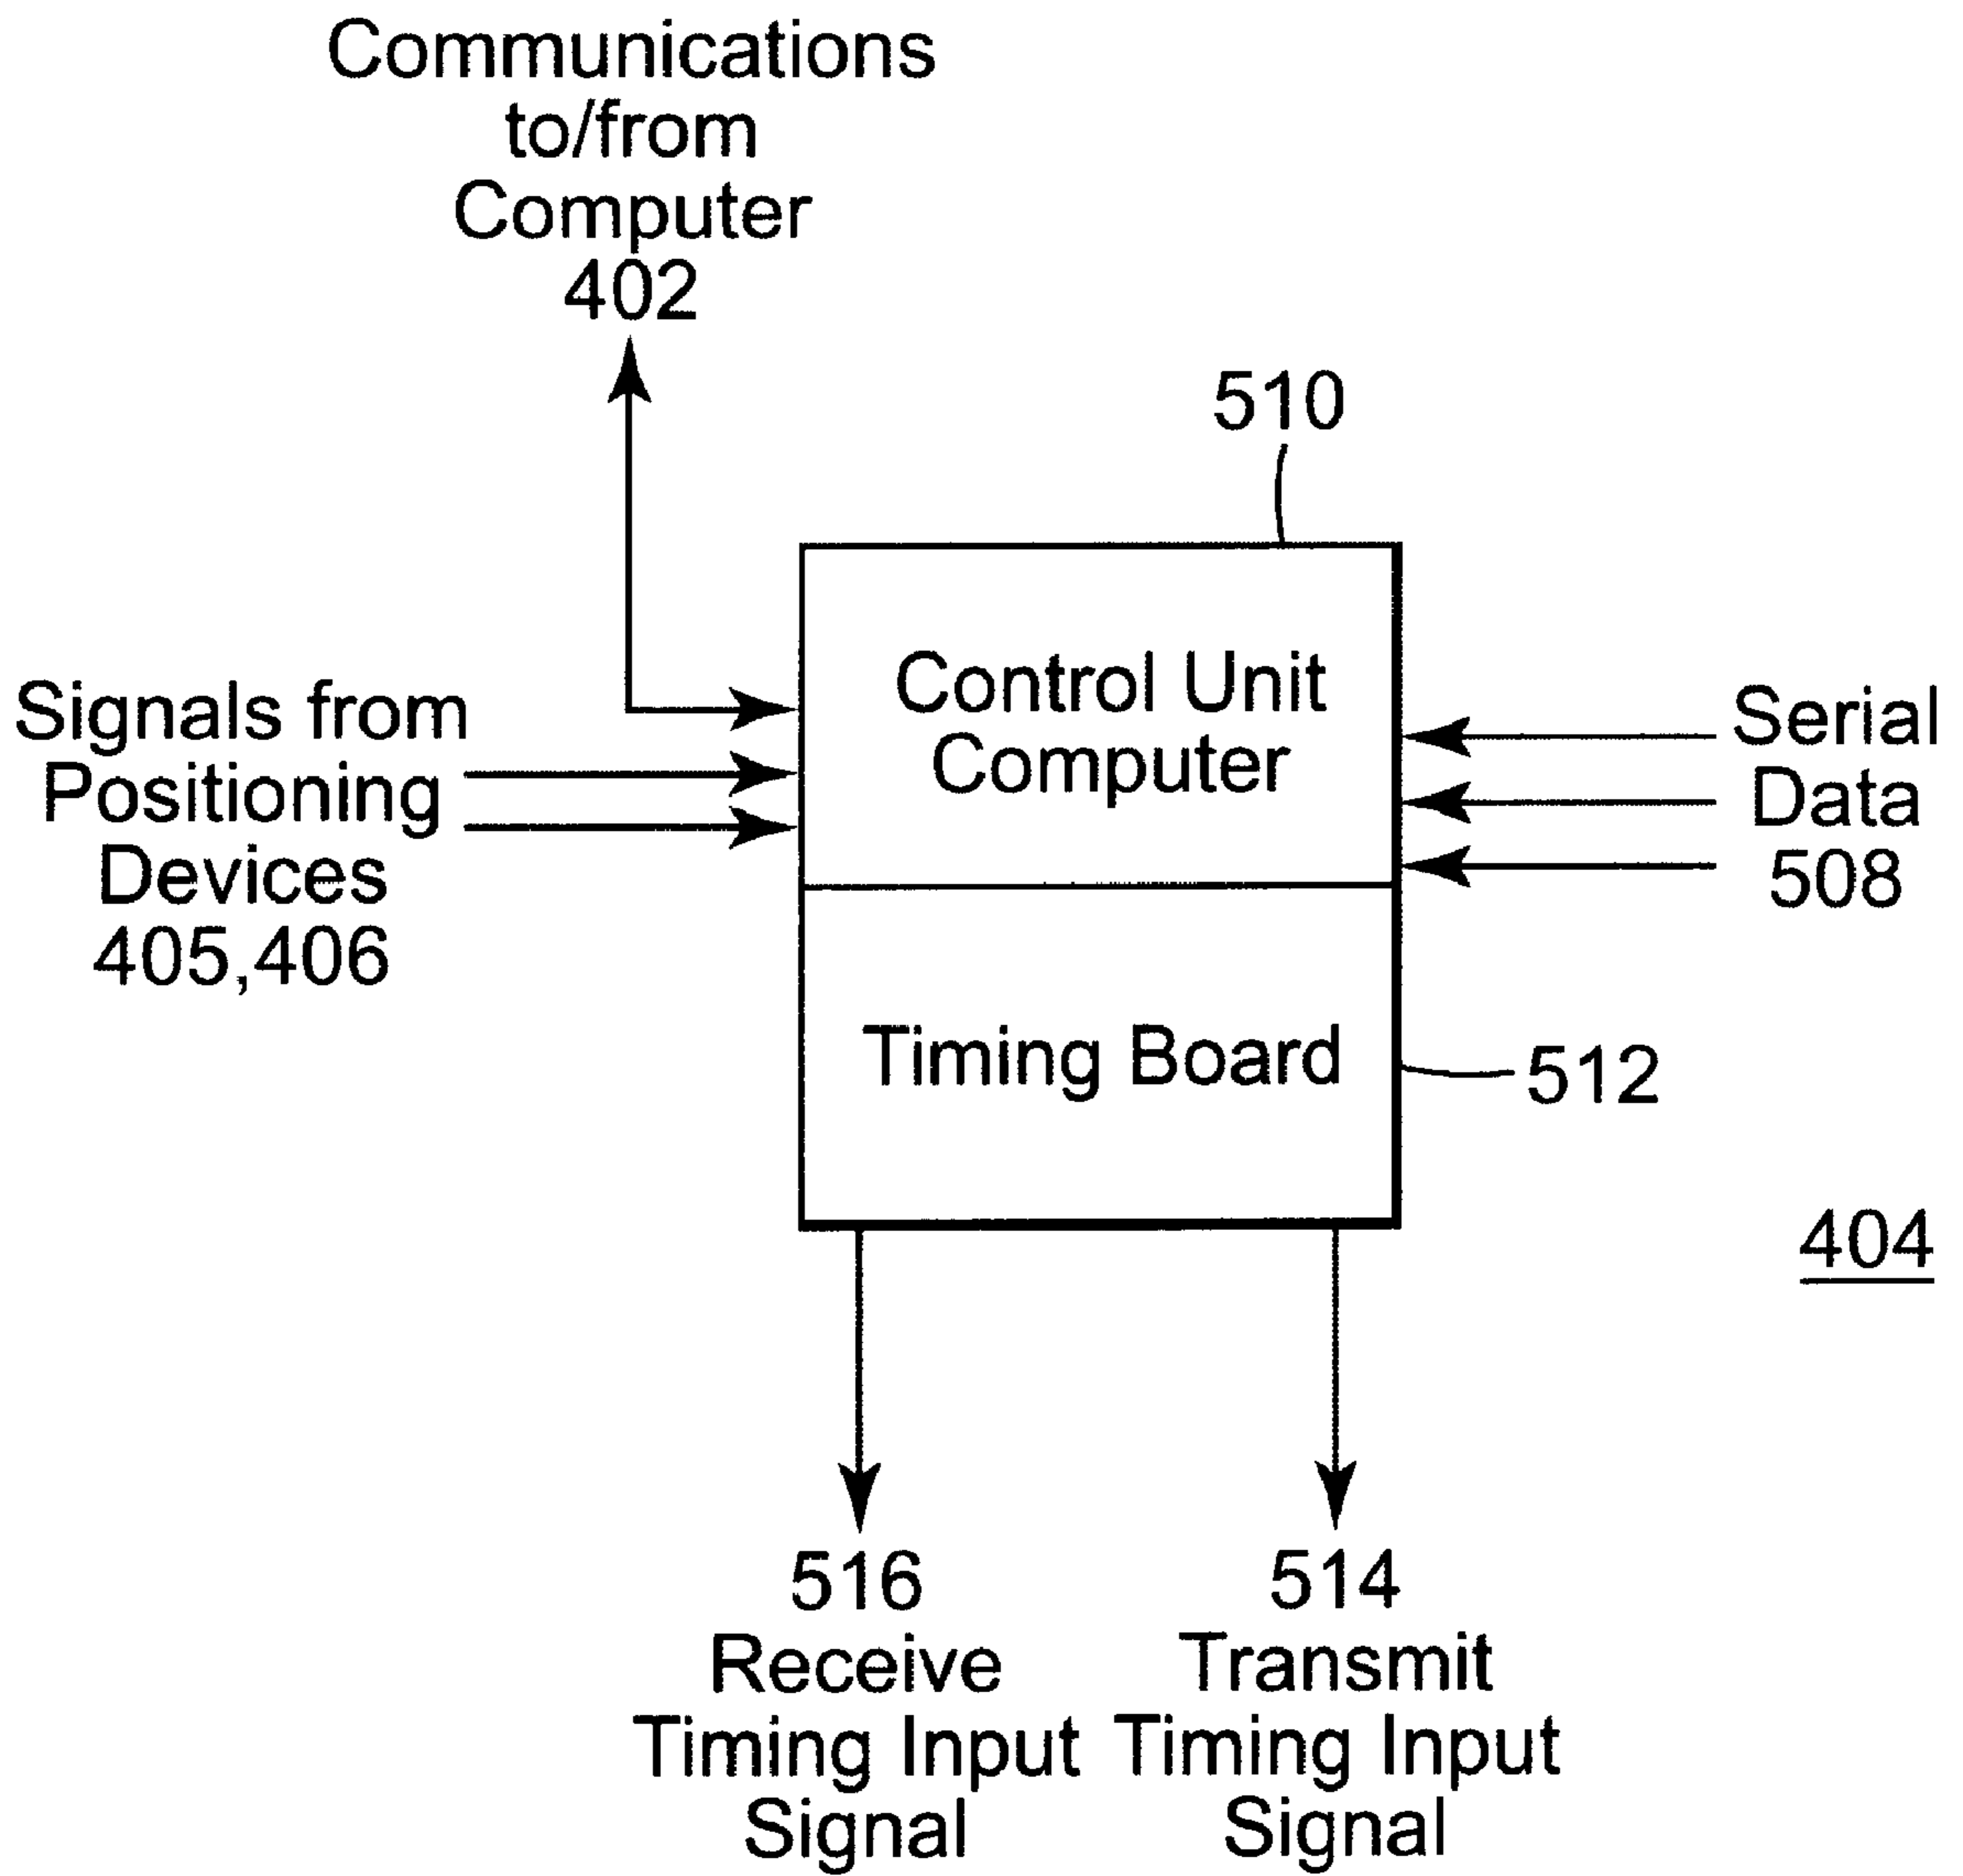 Communications
to/from
Computer
402
510
Control Unit
Computer
Signals from
Positioning
Devices
405,406
Serial
Data
508
Timing Board
512
404
516
Receive
Timing Input
Signal
514
Transmit
Timing Input
Signal